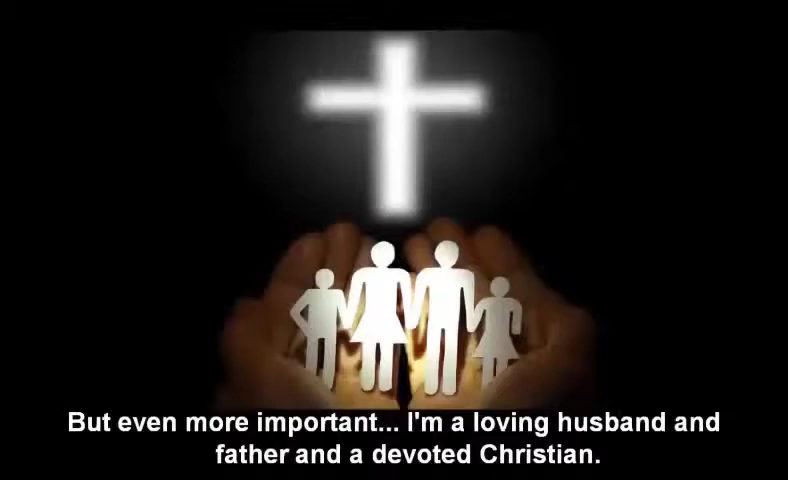 But even more important... I'm a loving husband and
father and a devoted Christian.